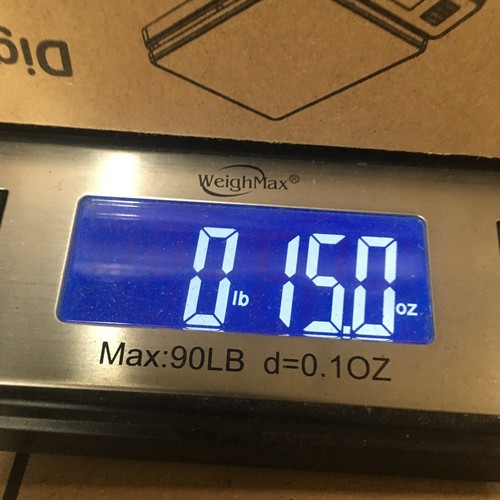 Dig
WeighMax®
0 lb 15.0 oz
Max:90LB d=0.1OZ